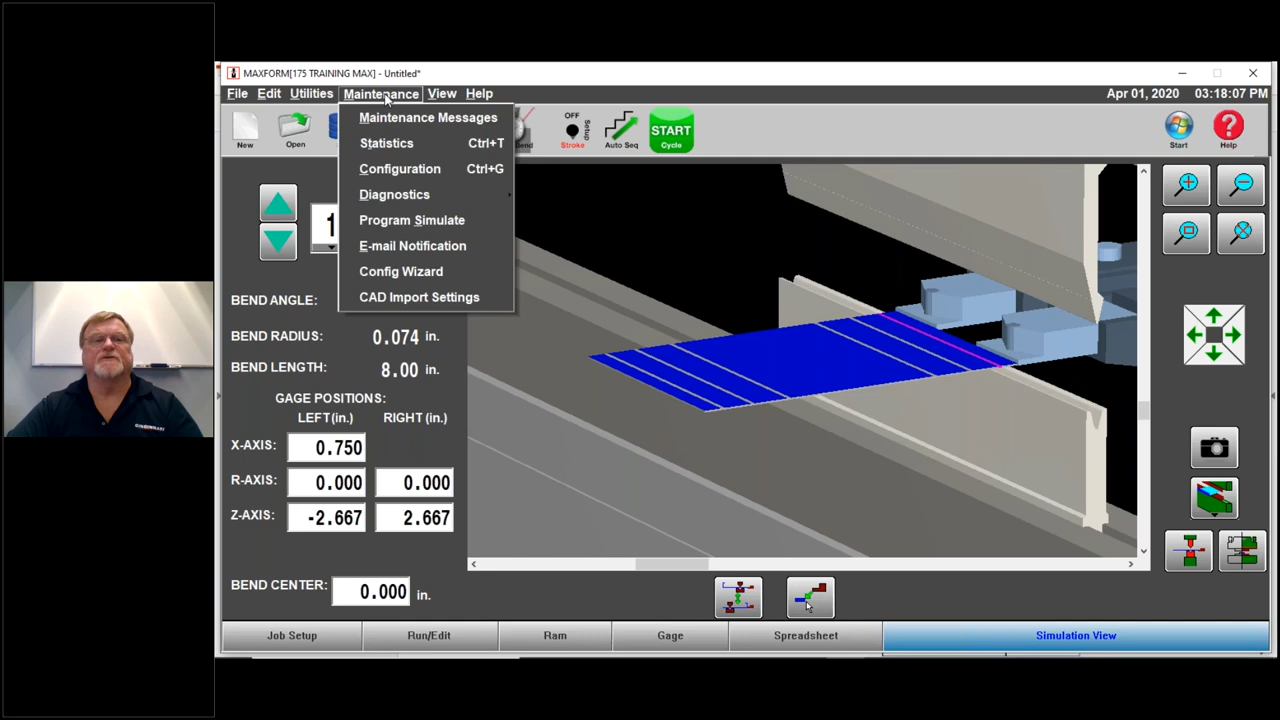 MAXFORM[175 TRAINING MAX] - Untitled*
File Edit Utilities Maintenance View Help
Apr 01, 2020 03:18:07 PM
New
Open
Maintenance Messages
Statistics Ctrl+T
Configuration Ctrl+G
Diagnostics
Program Simulate
E-mail Notification
Config Wizard
CAD Import Settings
OFF
Setup
Stroke
Auto Seq
START
Cycle
Start
Help
1
BEND ANGLE:
BEND RADIUS: 0.074 in.
BEND LENGTH: 8.00 in.
GAGE POSITIONS:
LEFT(in.) RIGHT (in.)
X-AXIS: 0.750
R-AXIS: 0.000 0.000
Z-AXIS: -2.667 2.667
BEND CENTER: 0.000 in.
Job Setup Run/Edit Ram Gage Spreadsheet Simulation View